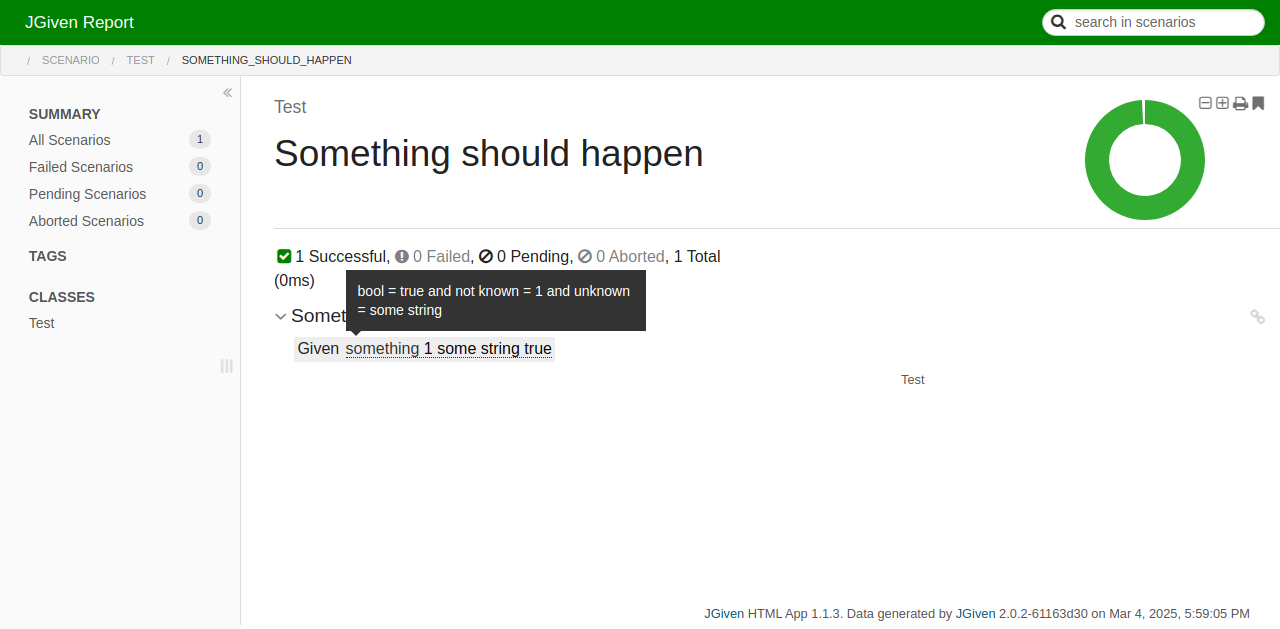 JGiven Report
search in scenarios
/ SCENARIO / TEST / SOMETHING_SHOULD_HAPPEN
«
SUMMARY
All Scenarios 1
Failed Scenarios 0
Pending Scenarios 0
Aborted Scenarios 0
TAGS
CLASSES
Test
Test
Something should happen
1 Successful, 0 Failed, 0 Pending, 0 Aborted, 1 Total
(0ms)
bool = true and not known = 1 and unknown
= some string
Somet
Given something 1 some string true
Test
JGiven HTML App 1.1.3. Data generated by JGiven 2.0.2-61163d30 on Mar 4, 2025, 5:59:05 PM